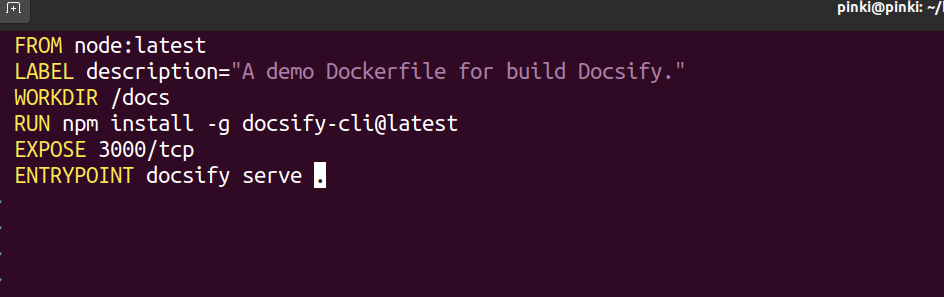 pinki@pinki: ~/
FROM node:latest
LABEL description="A demo Dockerfile for build Docsify."
WORKDIR /docs
RUN npm install -g docsify-cli@latest
EXPOSE 3000/tcp
ENTRYPOINT docsify serve .
~
~
~
~